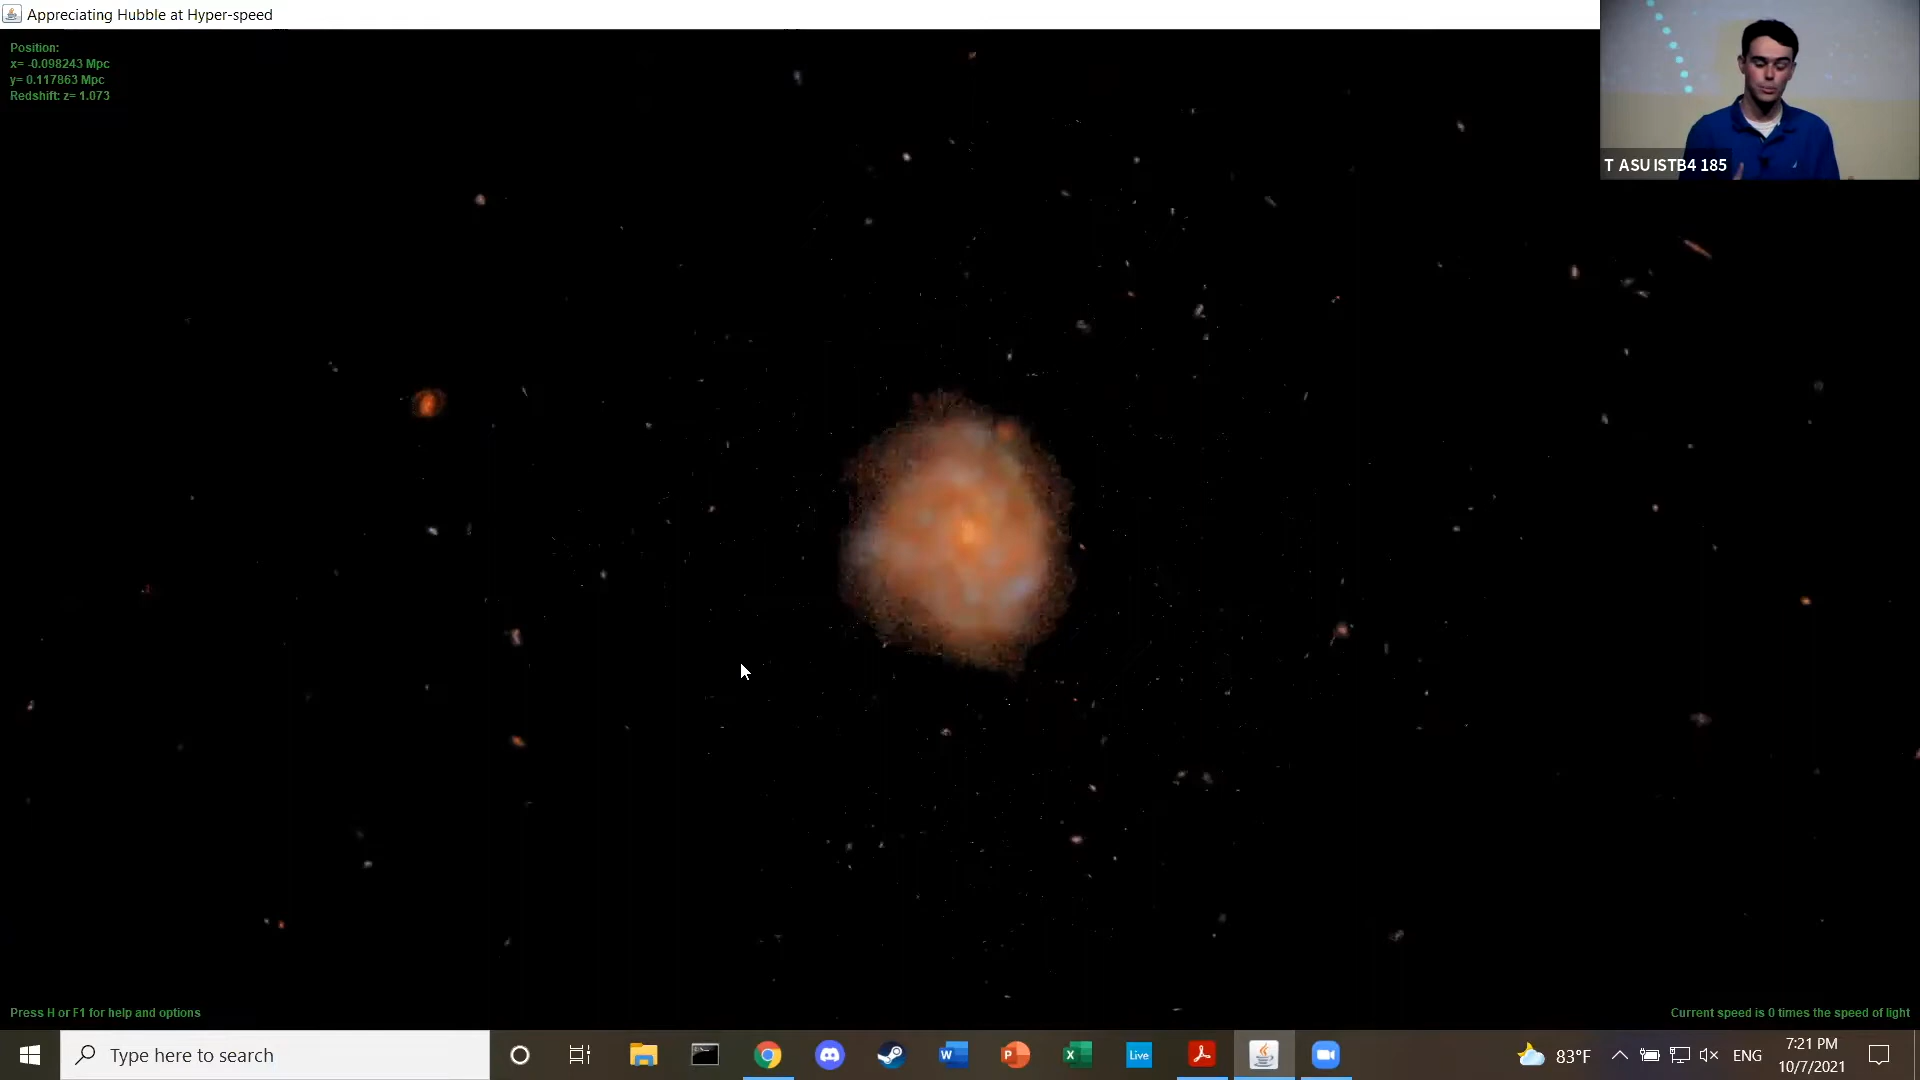 Appreciating Hubble at Hyper-speed
Position:
x= -0.098243 Mpc
y= 0.117863 Mpc
Redshift: z= 1.073
T ASU ISTB4 185
Press H or F1 for help and options
Current speed is 0 times the speed of light
Type here to search
W
P
X
Live
83°F
ENG
7:21 PM
10/7/2021